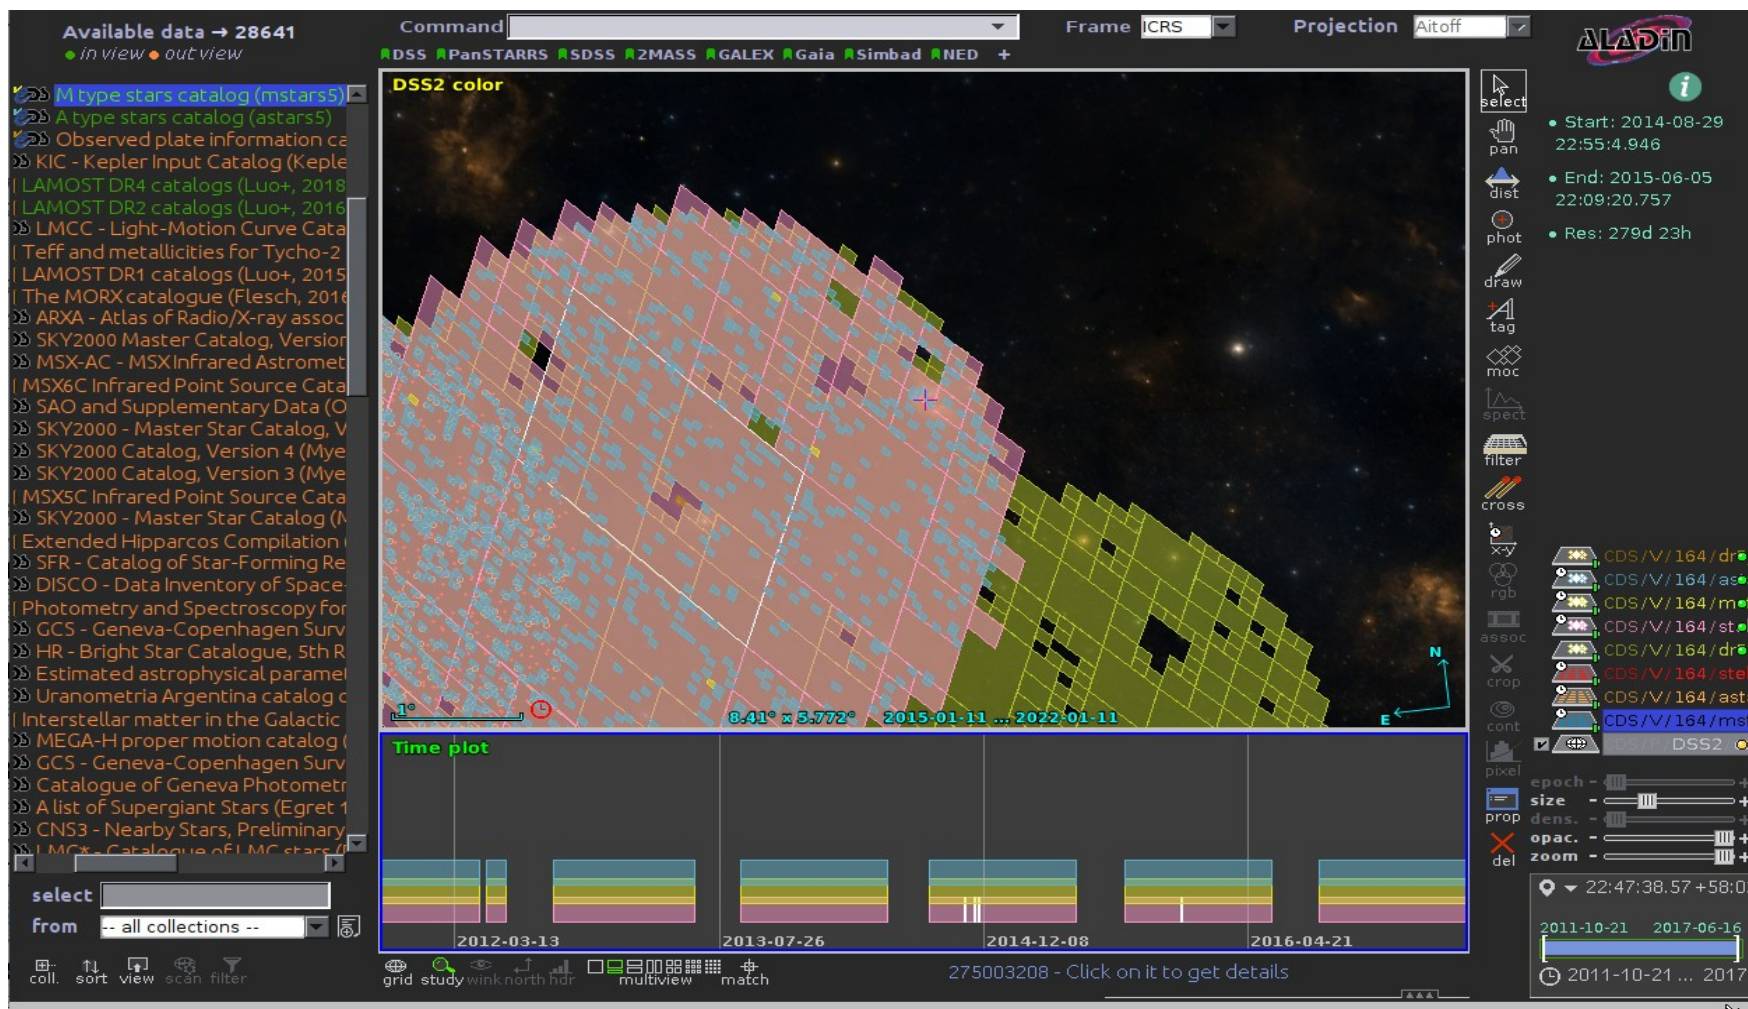 Available data → 28641
in view out view
Command
Frame ICRS
Projection Aitoff
ALADIN
DSS PanSTARRS SDSS 2MASS GALEX Gaia Simbad NED +
M type stars catalog (mstars5)
A type stars catalog (astars5)
Observed plate information ca
KIC - Kepler Input Catalog (Keple
LAMOST DR4 catalogs (Luo+, 2018
LAMOST DR2 catalogs (Luo+, 2016
LMCC - Light-Motion Curve Cata
Teff and metallicities for Tycho-2
LAMOST DR1 catalogs (Luo+, 2015
The MORX catalogue (Flesch, 2016
ARXA - Atlas of Radio/X-ray assoc
SKY2000 Master Catalog, Version
MSX-AC - MSX Infrared Astromet
MSX6C Infrared Point Source Cata
SAO and Supplementary Data (O
SKY2000 - Master Star Catalog, V
SKY2000 Catalog, Version 4 (Mye
SKY2000 Catalog, Version 3 (Mye
MSX5C Infrared Point Source Cata
SKY2000 - Master Star Catalog (M
Extended Hipparcos Compilation (
SFR - Catalog of Star-Forming Re
DISCO - Data Inventory of Space-
Photometry and Spectroscopy for
GCS - Geneva-Copenhagen Surv
HR - Bright Star Catalogue, 5th R
Estimated astrophysical paramet
Uranometria Argentina catalog c
Interstellar matter in the Galactic
MEGA-H proper motion catalog (
GCS - Geneva-Copenhagen Surv
Catalogue of Geneva Photometr
A list of Supergiant Stars (Egret 1
CNS3 - Nearby Stars, Preliminary
LMC* - Catalogue of LMC stars (
select
from -- all collections --
coll. sort view scan filter
DSS2 color
1°
8.41° x 5.772° 2015-01-11 ... 2022-01-11
N
E
Time plot
2012-03-13 2013-07-26 2014-12-08 2016-04-21
grid study wink north hdr multiview match
275003208 - Click on it to get details
select
pan
dist
phot
draw
tag
moc
spect
filter
cross
x-y
rgb
assoc
crop
cont
pixel
prop
del
i
Start: 2014-08-29
22:55:4.946
End: 2015-06-05
22:09:20.757
Res: 279d 23h
CDS/V/164/dr
CDS/V/164/as
CDS/V/164/m
CDS/V/164/st
CDS/V/164/dr
CDS/V/164/ste
CDS/V/164/ast
CDS/V/164/ms
CDS/P/DSS2/
epoch - +
size - +
dens. - +
opac. - +
zoom - +
22:47:38.57 +58:0
2011-10-21 2017-06-16
2011-10-21 ... 2017